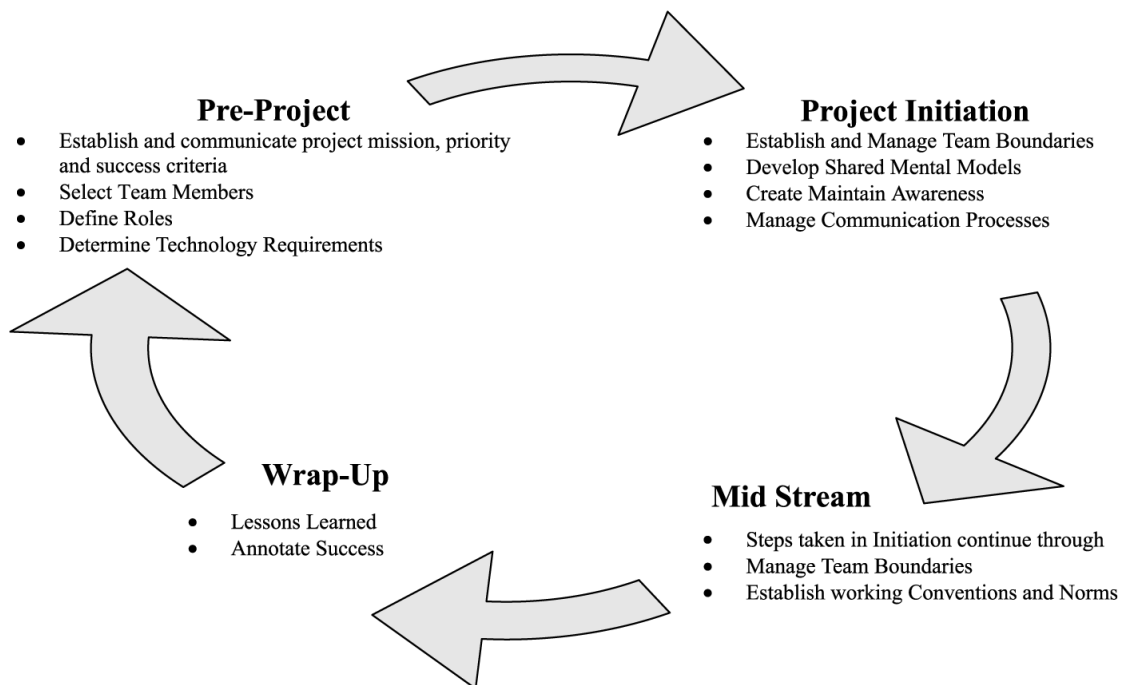 Pre-Project
• Establish and communicate project mission, priority
and success criteria
• Select Team Members
• Define Roles
• Determine Technology Requirements
Project Initiation
• Establish and Manage Team Boundaries
• Develop Shared Mental Models
• Create Maintain Awareness
• Manage Communication Processes
Mid Stream
• Steps taken in Initiation continue through
• Manage Team Boundaries
• Establish working Conventions and Norms
Wrap-Up
• Lessons Learned
• Annotate Success